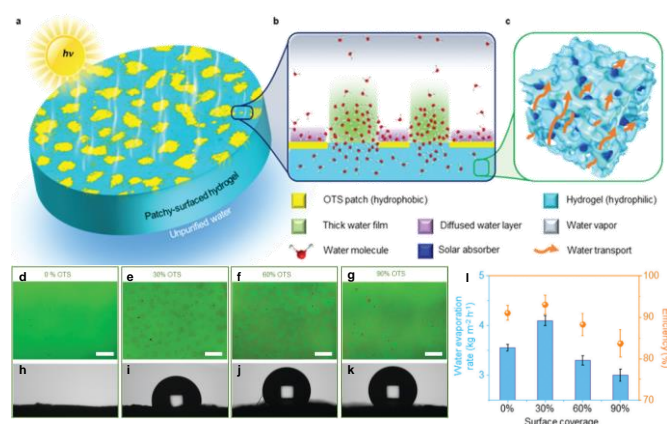 a
b
c
hν
Patchy-surfaced hydrogel
Unpurified water
OTS patch (hydrophobic)
Hydrogel (hydrophilic)
Thick water film
Diffused water layer
Water vapor
Water molecule
Solar absorber
Water transport
d
0 % OTS
e
30% OTS
f
60% OTS
g
90% OTS
h
i
j
k
l
Water evaporation
rate (kg m⁻² h⁻¹)
5
4
3
100
90
80
70
Efficiency (%)
0%
30%
60%
90%
Surface coverage